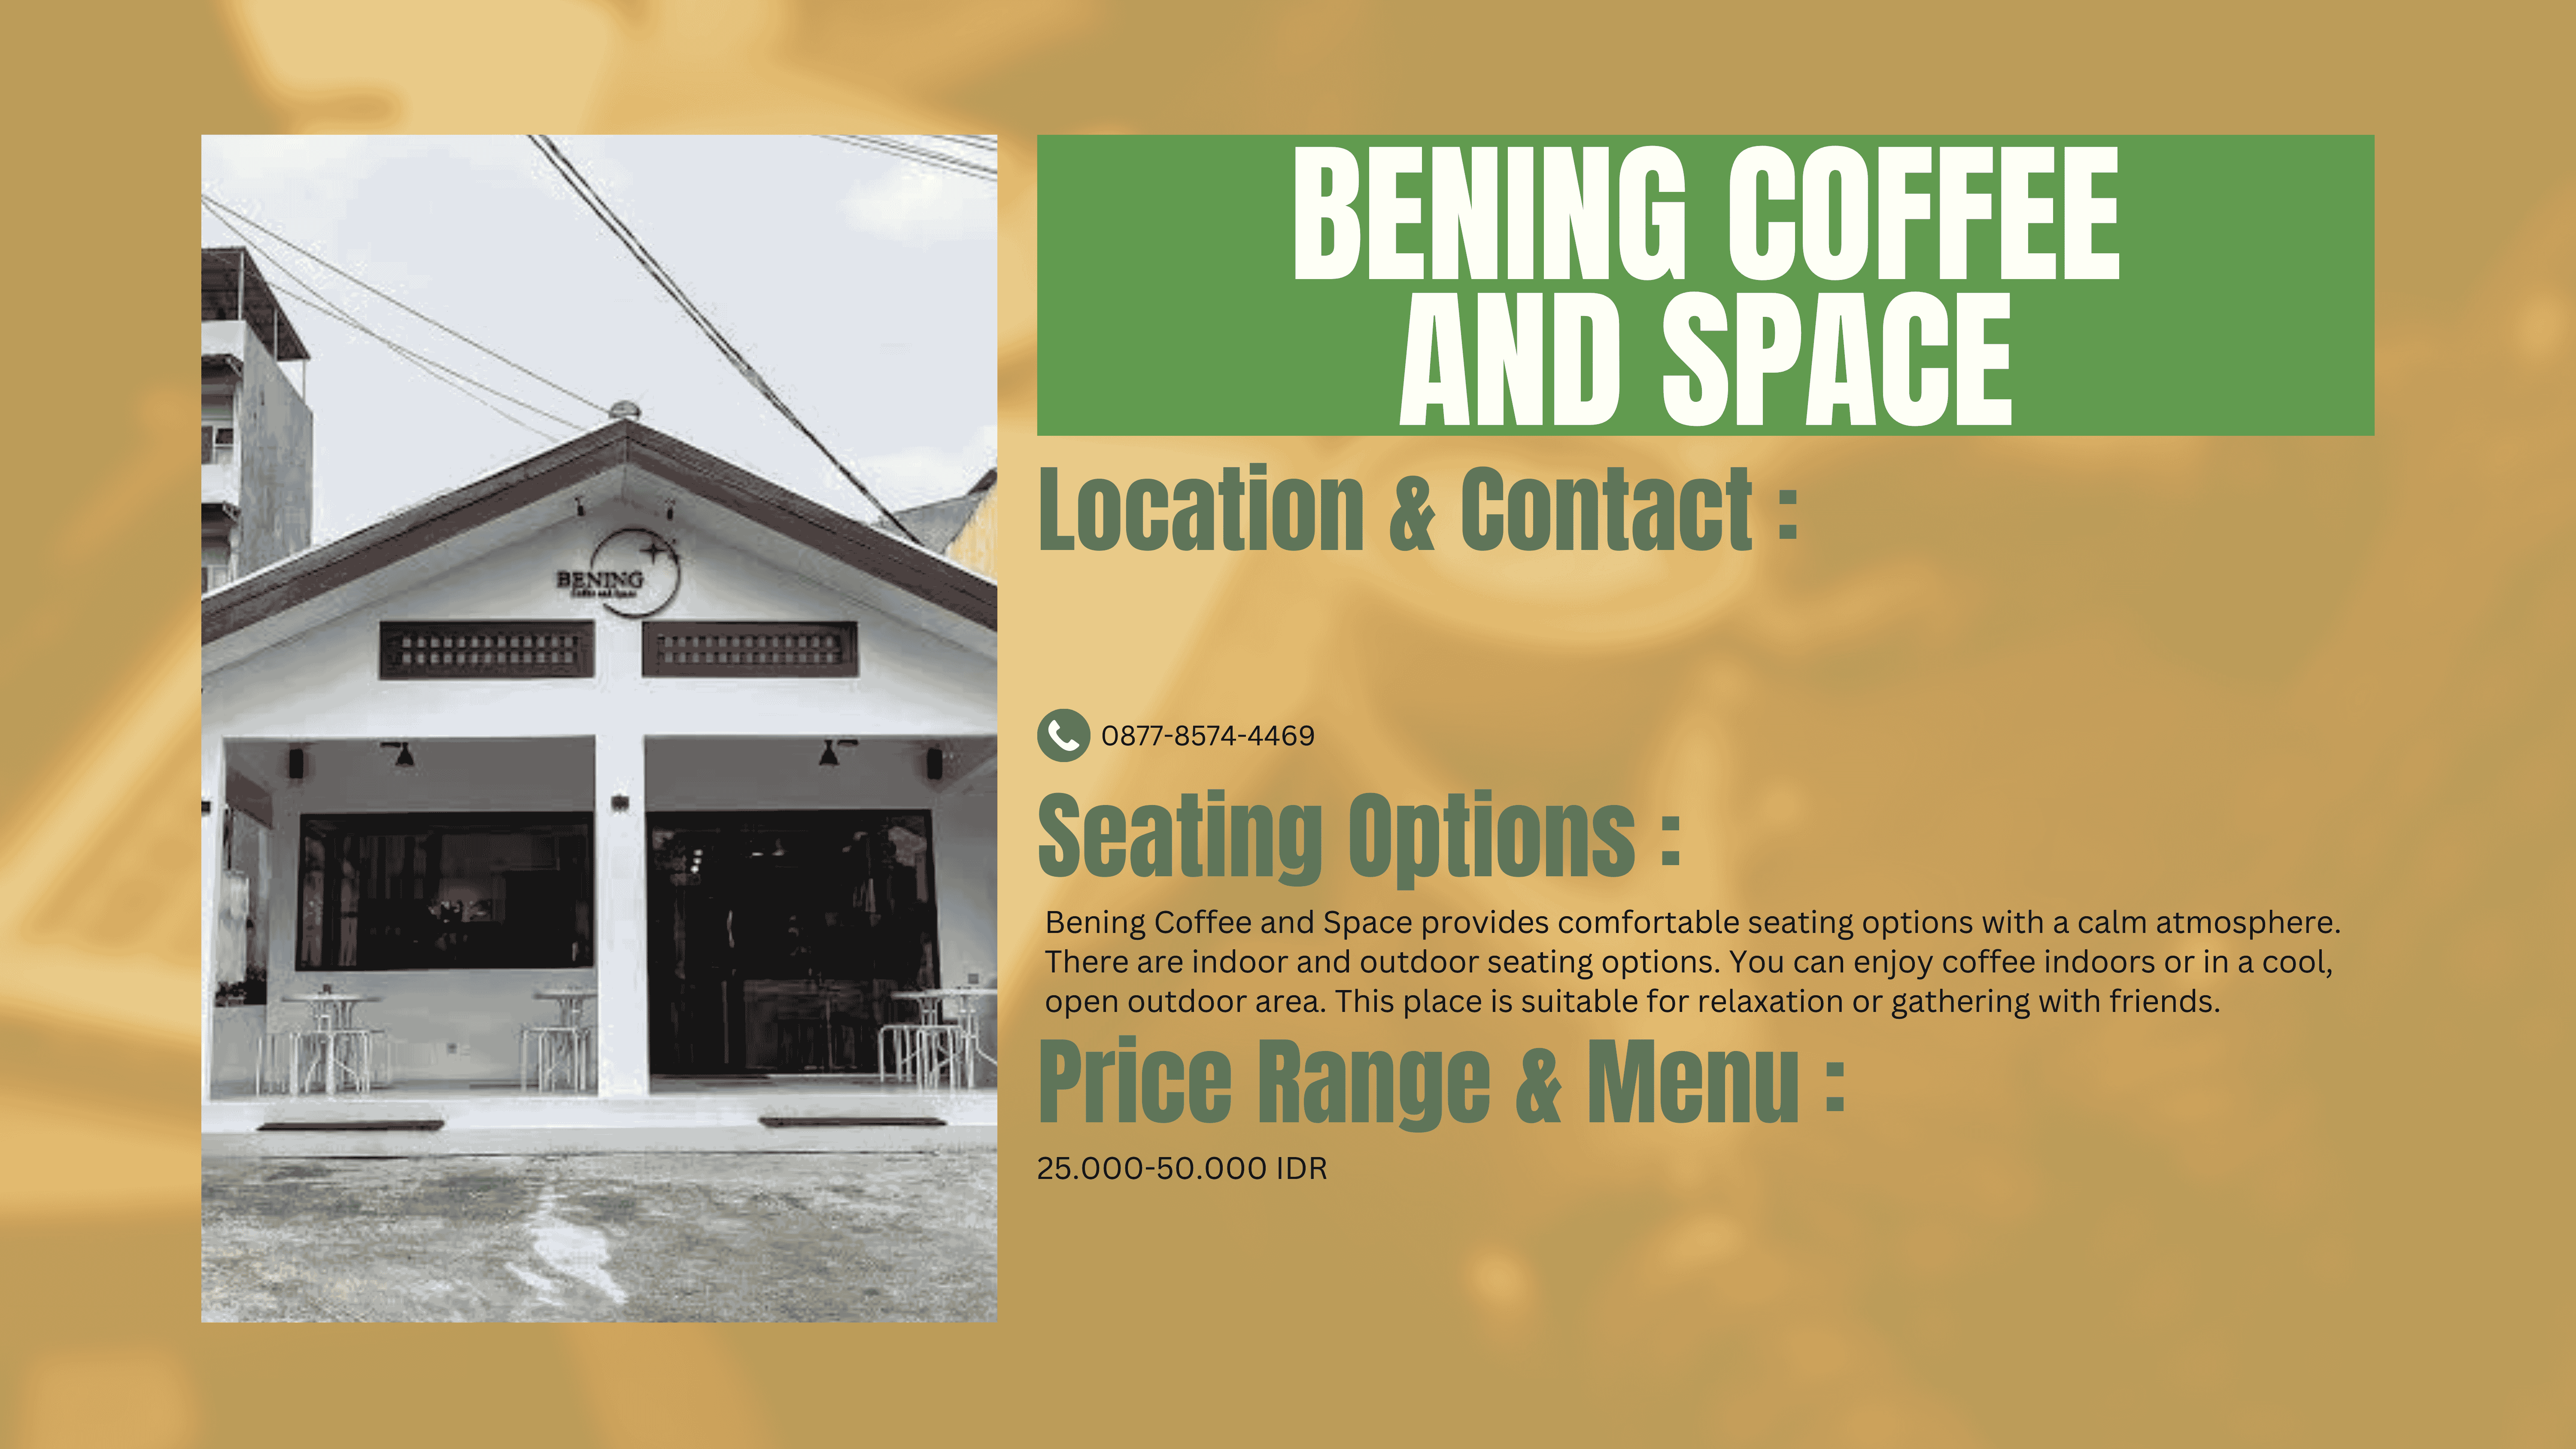 BENING COFFEE
AND SPACE
BENING
Coffee and Space
Location & Contact :
0877-8574-4469
Seating Options :
Bening Coffee and Space provides comfortable seating options with a calm atmosphere.
There are indoor and outdoor seating options. You can enjoy coffee indoors or in a cool,
open outdoor area. This place is suitable for relaxation or gathering with friends.
Price Range & Menu :
25.000-50.000 IDR